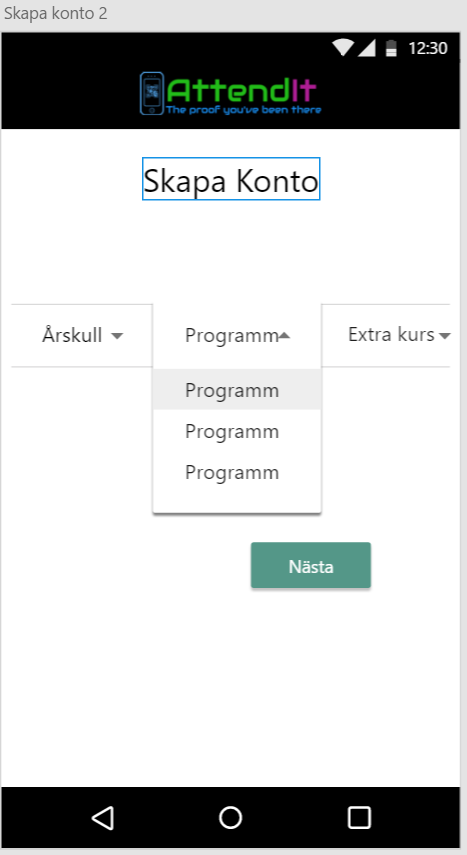 Skapa konto 2
12:30
AttendIt
The proof you've been there
Skapa Konto
Årskull Programm Extra kurs
Programm
Programm
Programm
Nästa